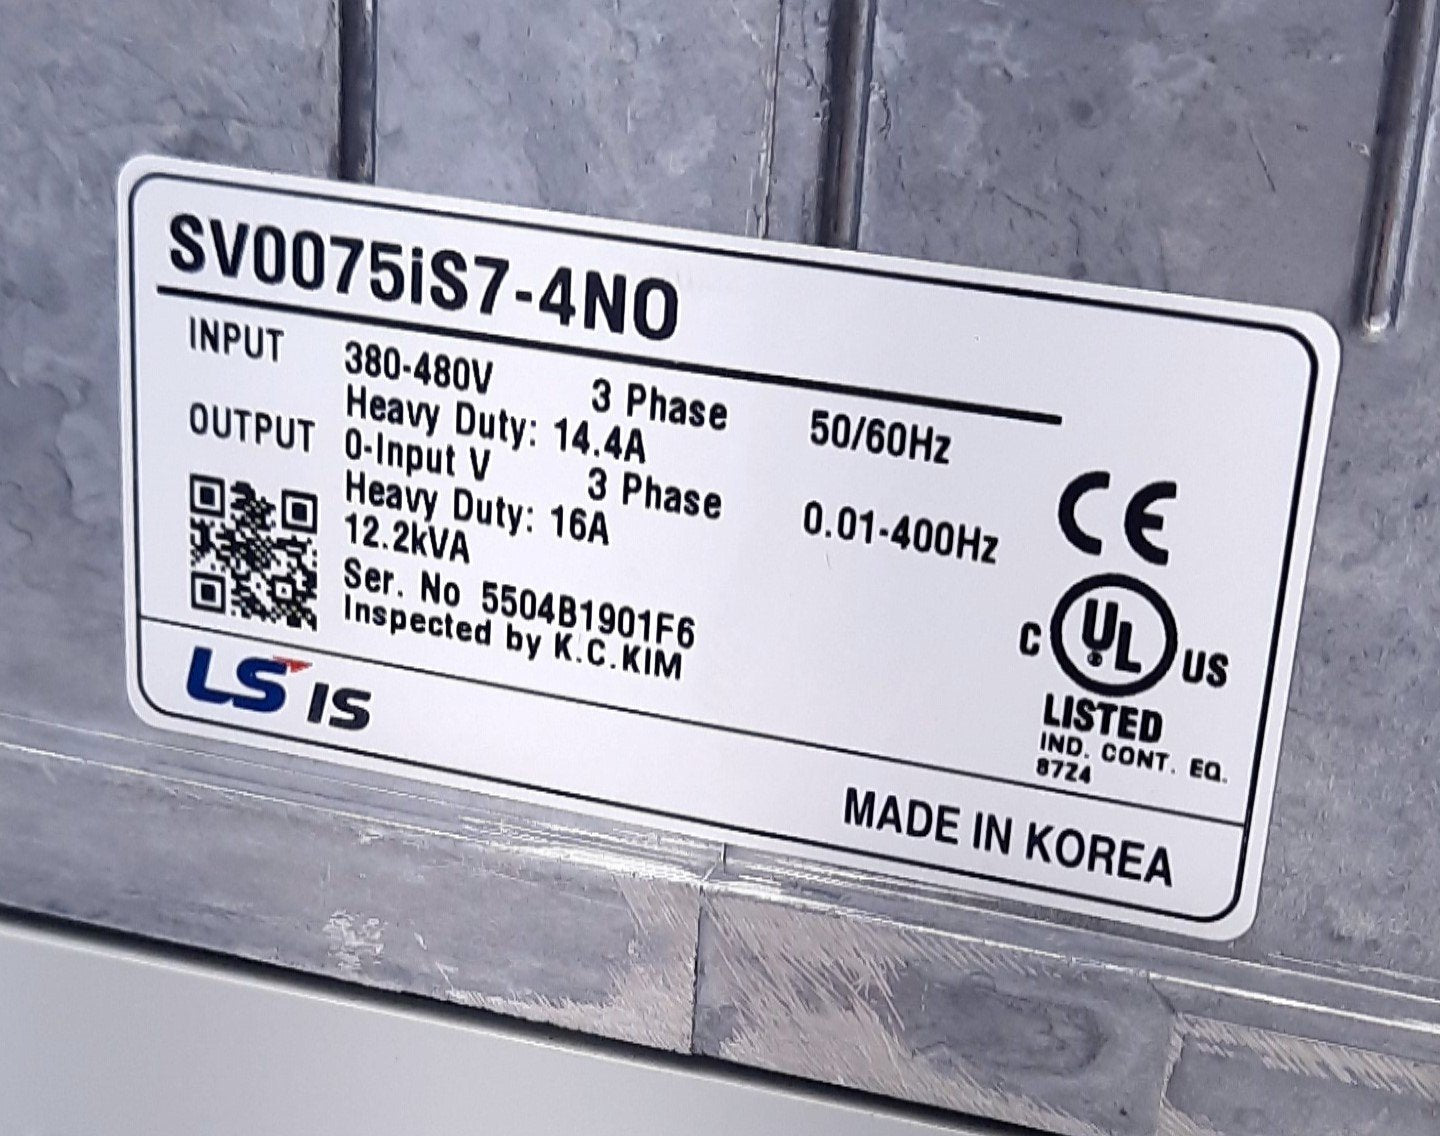 SV0075iS7-4NO
INPUT 380-480V 3 Phase 50/60Hz
Heavy Duty: 14.4A
OUTPUT 0-Input V 3 Phase 0.01-400Hz
Heavy Duty: 16A
12.2kVA
Ser. No 5504B1901F6
Inspected by K.C.KIM
CE
C UL US
LISTED
IND. CONT. EQ.
87Z4
LS IS
MADE IN KOREA